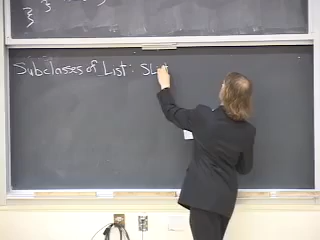 } }
}
Subclasses of List: SL